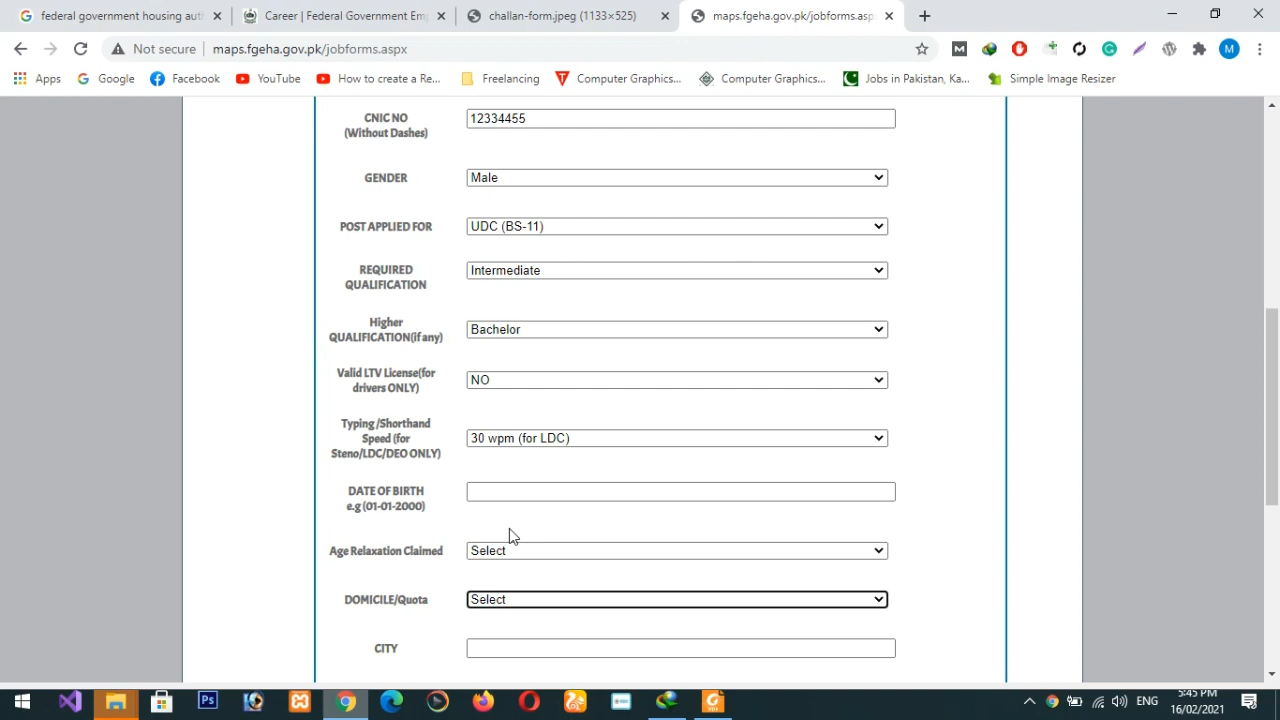 federal government housing aut
Career | Federal Government Em
challan-form.jpeg (1133×525)
maps.fgeha.gov.pk/jobforms.asp
Not secure
maps.fgeha.gov.pk/jobforms.aspx
M
M
Apps
Google
Facebook
YouTube
How to create a Re...
Freelancing
Computer Graphics...
Computer Graphics...
Jobs in Pakistan, Ka...
Simple Image Resizer
CNIC NO
(Without Dashes)
12334455
GENDER
Male
POST APPLIED FOR
UDC (BS-11)
REQUIRED
QUALIFICATION
Intermediate
Higher
QUALIFICATION(if any)
Bachelor
Valid LTV License(for
drivers ONLY)
NO
Typing /Shorthand
Speed (for
Steno/LDC/DEO ONLY)
30 wpm (for LDC)
DATE OF BIRTH
e.g (01-01-2000)
Age Relaxation Claimed
Select
DOMICILE/Quota
Select
CITY
Ps
ENG
5:45 PM
16/02/2021